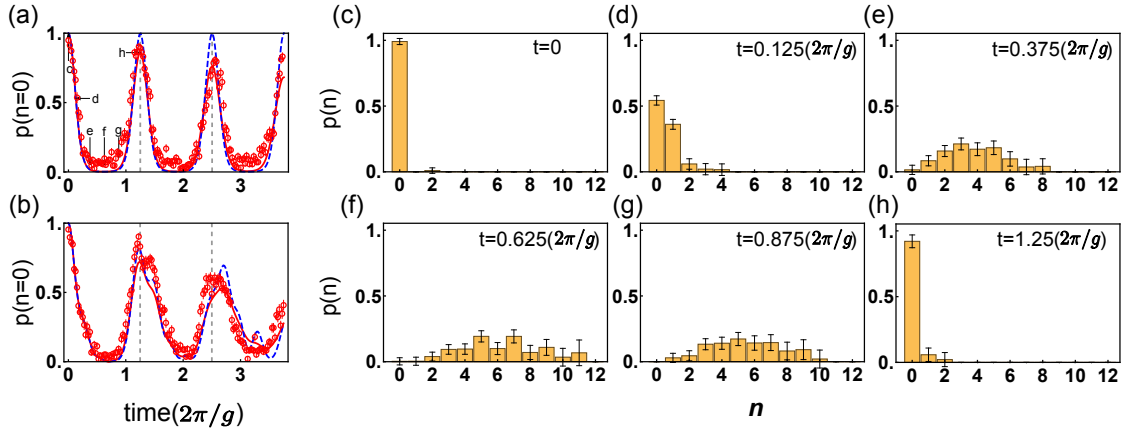 (a)
p(n=0)
1.
0.5
0.
0 1 2 3
c
d
e
f
g
h
(b)
p(n=0)
1.
0.5
0.
0 1 2 3
time(2π/g)
(c)
t=0
p(n)
1.
0.5
0.
0 2 4 6 8 10 12
(d)
t=0.125(2π/g)
1.
0.5
0.
0 2 4 6 8 10 12
(e)
t=0.375(2π/g)
1.
0.5
0.
0 2 4 6 8 10 12
(f)
t=0.625(2π/g)
p(n)
1.
0.5
0.
0 2 4 6 8 10 12
(g)
t=0.875(2π/g)
1.
0.5
0.
0 2 4 6 8 10 12
n
(h)
t=1.25(2π/g)
1.
0.5
0.
0 2 4 6 8 10 12